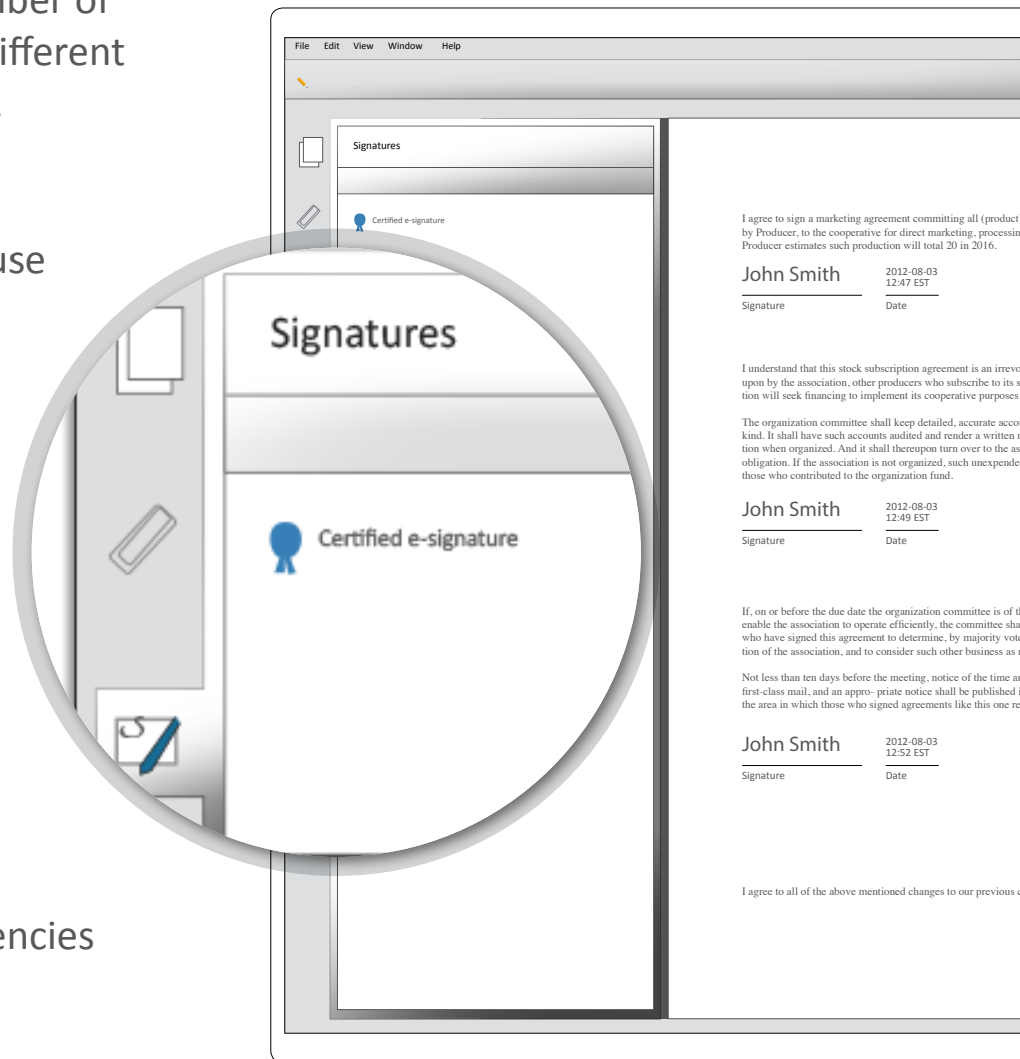 ber of
ifferent
use
encies
File Edit View Window Help
Signatures
Certified e-signature
Signatures
Certified e-signature
I agree to sign a marketing agreement committing all (product
by Producer, to the cooperative for direct marketing, processin
Producer estimates such production will total 20 in 2016.
John Smith 2012-08-03
12:47 EST
Signature Date
I understand that this stock subscription agreement is an irrevo
upon by the association, other producers who subscribe to its s
tion will seek financing to implement its cooperative purposes
The organization committee shall keep detailed, accurate accou
kind. It shall have such accounts audited and render a written r
tion when organized. And it shall thereupon turn over to the as
obligation. If the association is not organized, such unexpende
those who contributed to the organization fund.
John Smith 2012-08-03
12:49 EST
Signature Date
If, on or before the due date the organization committee is of th
enable the association to operate efficiently, the committee sha
who have signed this agreement to determine, by majority vote
tion of the association, and to consider such other business as r
Not less than ten days before the meeting, notice of the time an
first-class mail, and an appro- priate notice shall be published i
the area in which those who signed agreements like this one re
John Smith 2012-08-03
12:52 EST
Signature Date
I agree to all of the above mentioned changes to our previous c